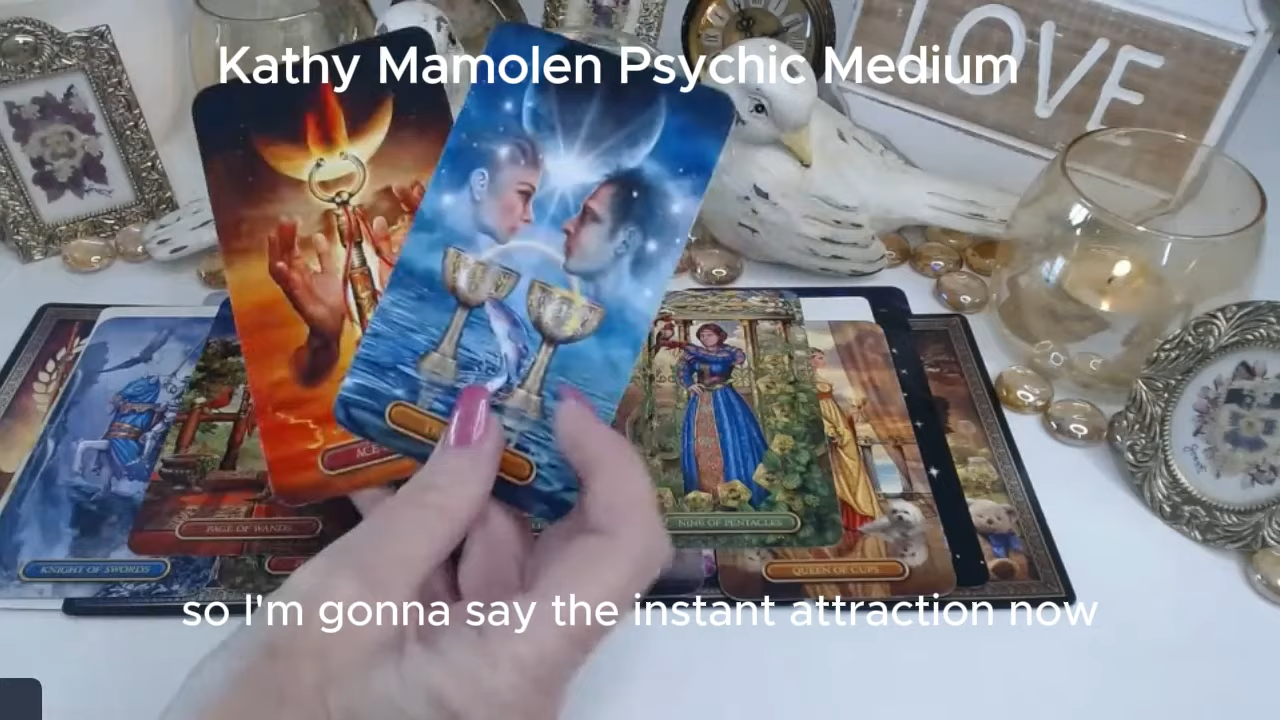 LOVE
Kathy Mamolen Psychic Medium
ACE
NINE OF PENTACLES
PAGE OF WANDS
KNIGHT OF SWORDS
QUEEN OF CUPS
so I'm gonna say the instant attraction now